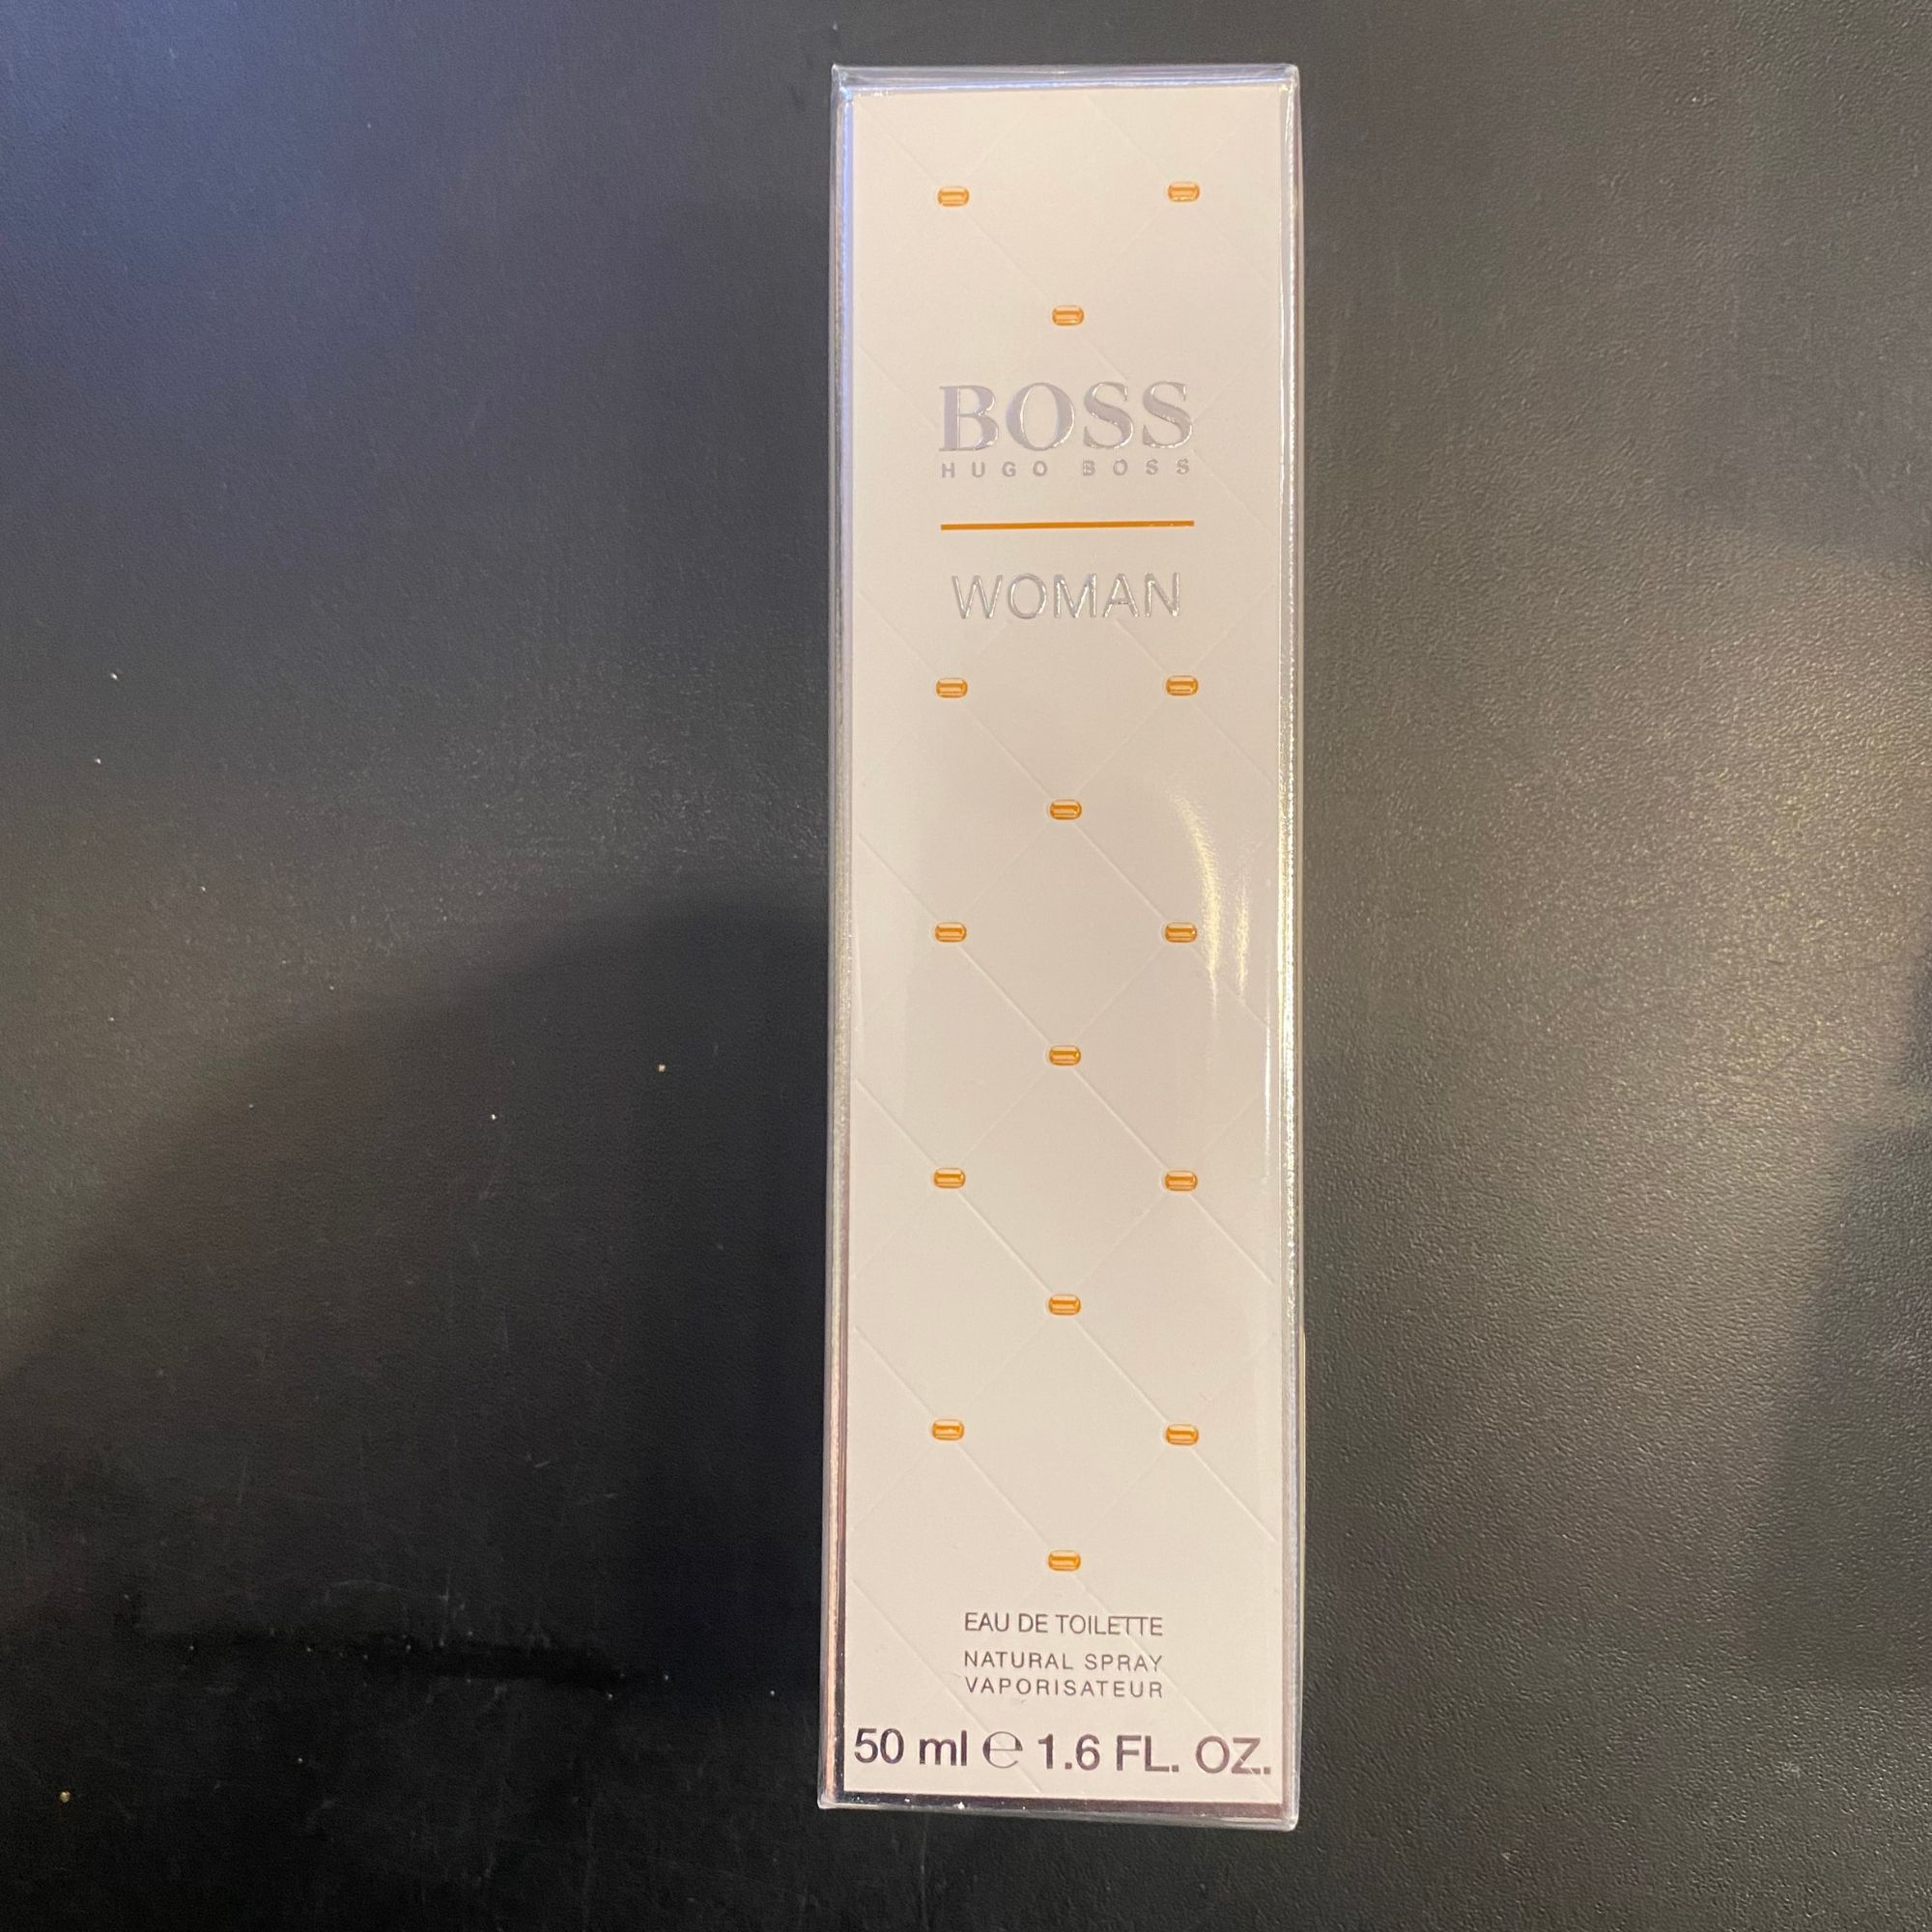 BOSS
HUGO BOSS
WOMAN
EAU DE TOILETTE
NATURAL SPRAY
VAPORISATEUR
50 ml ℮ 1.6 FL. OZ.